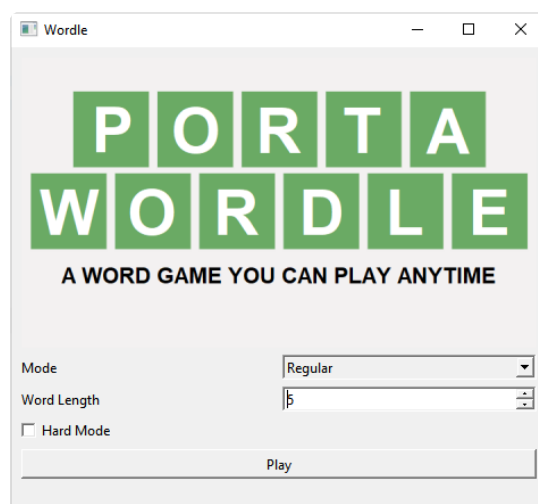 Wordle
PORTA
WORDLE
A WORD GAME YOU CAN PLAY ANYTIME
Mode Regular
Word Length 5
Hard Mode
Play